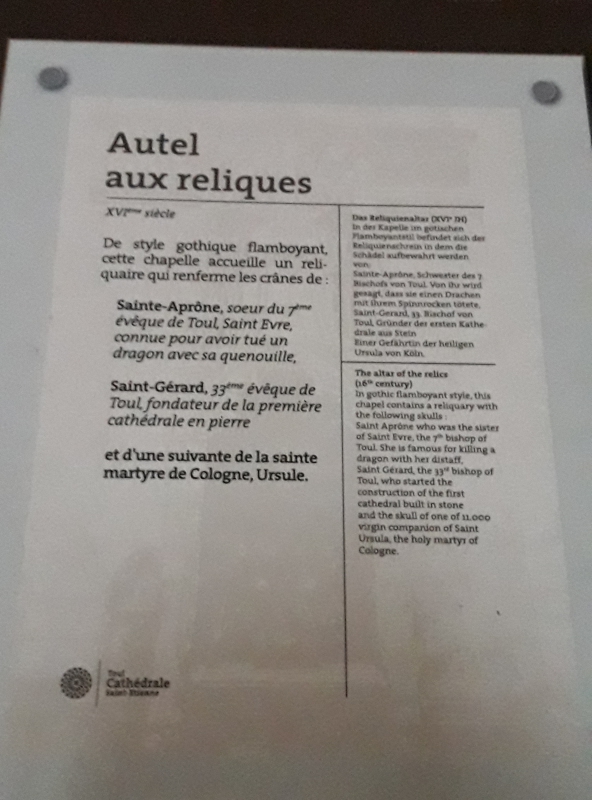 Autel
aux reliques
XVIème siècle
De style gothique flamboyant,
cette chapelle accueille un reli-
quaire qui renferme les crânes de :
Sainte-Aprône, soeur du 7ème
évêque de Toul, Saint Evre,
connue pour avoir tué un
dragon avec sa quenouille,
Saint-Gérard, 33ème évêque de
Toul, fondateur de la première
cathédrale en pierre
et d'une suivante de la sainte
martyre de Cologne, Ursule.
Das Reliquienaltar (XVIe JH)
In der Kapelle im gotischen
Flamboyantstil befindet sich der
Reliquienschrein in dem die
Schädel aufbewahrt werden
von:
Sainte-Aprône, Schwester des 7.
Bischofs von Toul. Von ihr wird
gesagt, dass sie einen Drachen
mit ihrem Spinnrocken tötete.
Saint-Gerard, 33. Bischof von
Toul, Gründer der ersten Kathe-
drale aus Stein
Einer Gefährtin der heiligen
Ursula von Köln.
The altar of the relics
(16th century)
In gothic flamboyant style, this
chapel contains a reliquary with
the following skulls :
Saint Aprône who was the sister
of Saint Evre, the 7th bishop of
Toul. She is famous for killing a
dragon with her distaff,
Saint Gérard, the 33rd bishop of
Toul, who started the
construction of the first
cathedral built in stone
and the skull of one of 11.000
virgin companion of Saint
Ursula, the holy martyr of
Cologne.
Toul
Cathédrale
Saint-Etienne